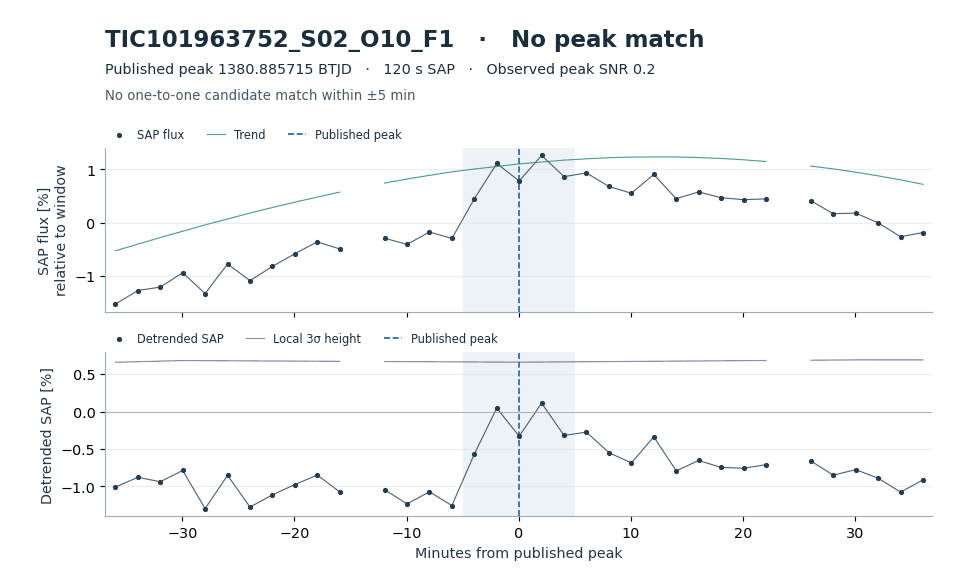 TIC101963752_S02_O10_F1 · No peak match
Published peak 1380.885715 BTJD · 120 s SAP · Observed peak SNR 0.2
No one-to-one candidate match within ±5 min
SAP flux Trend Published peak
SAP flux [%]
relative to window
1
0
−1
Detrended SAP Local 3σ height Published peak
Detrended SAP [%]
0.5
0.0
−0.5
−1.0
−30 −20 −10 0 10 20 30
Minutes from published peak